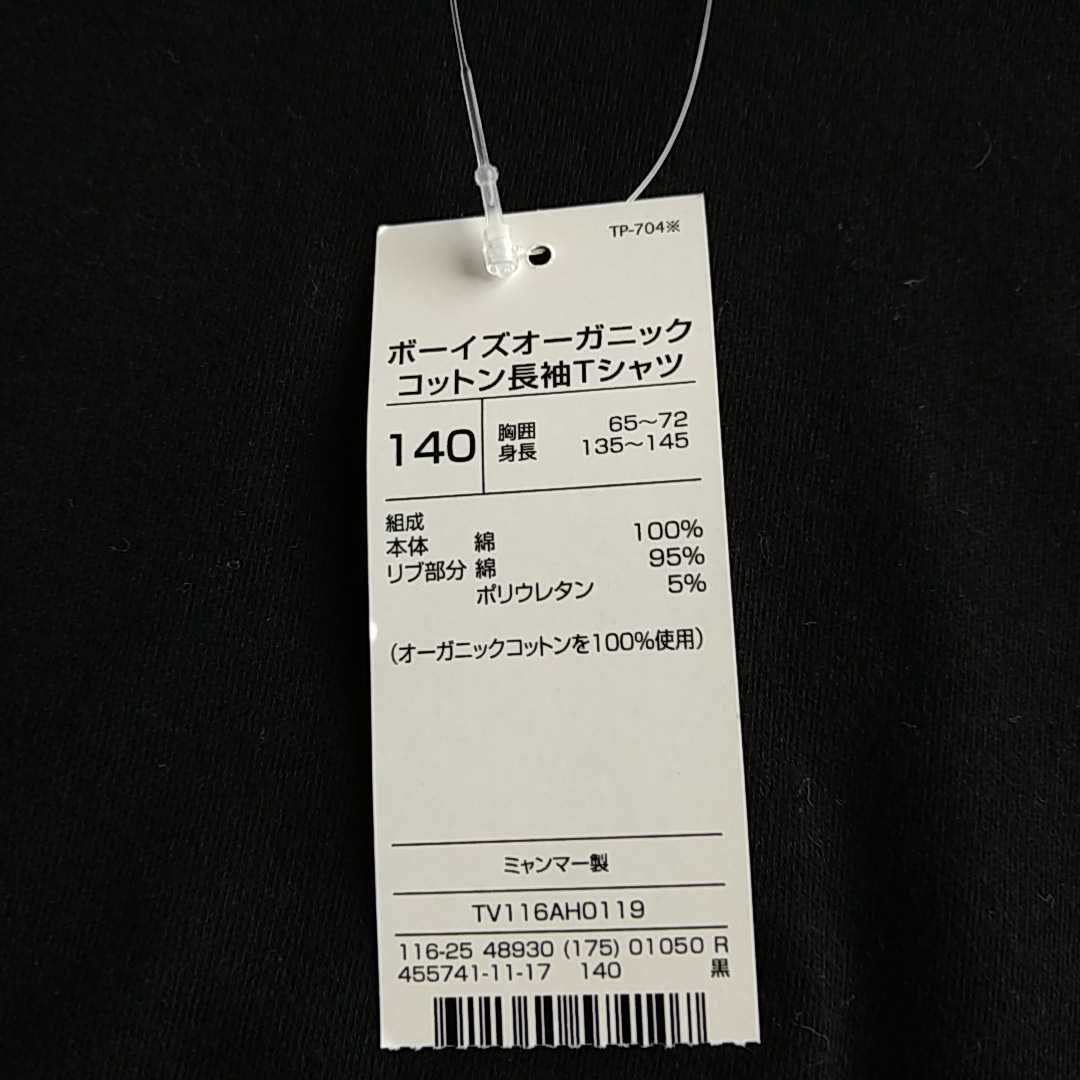 TP-704※
ボーイズオーガニック
コットン長袖Tシャツ
140
胸囲 65～72
身長 135～145
組成
本体 綿 100%
リブ部分 綿 95%
ポリウレタン 5%
(オーガニックコットンを100%使用)
ミャンマー製
TV116AH0119
116-25 48930 (175) 01050 R
455741-11-17 140 黒